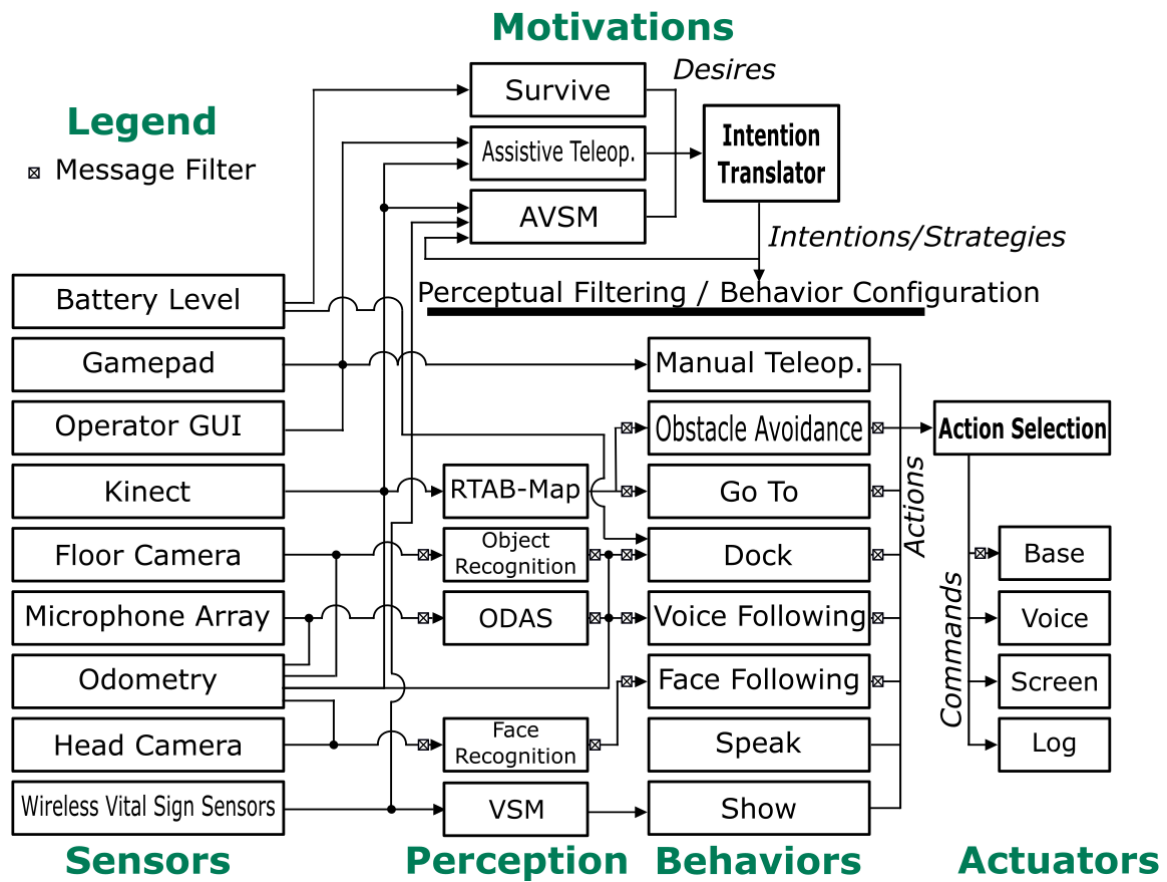 Motivations
Survive
Desires
Legend
Message Filter
Assistive Teleop.
Intention
Translator
AVSM
Intentions/Strategies
Battery Level
Perceptual Filtering / Behavior Configuration
Gamepad
Manual Teleop.
Operator GUI
Obstacle Avoidance
Action Selection
Kinect
RTAB-Map
Go To
Actions
Floor Camera
Object
Recognition
Dock
Base
Microphone Array
ODAS
Voice Following
Voice
Commands
Odometry
Face Following
Screen
Head Camera
Face
Recognition
Speak
Log
Wireless Vital Sign Sensors
VSM
Show
Sensors
Perception
Behaviors
Actuators